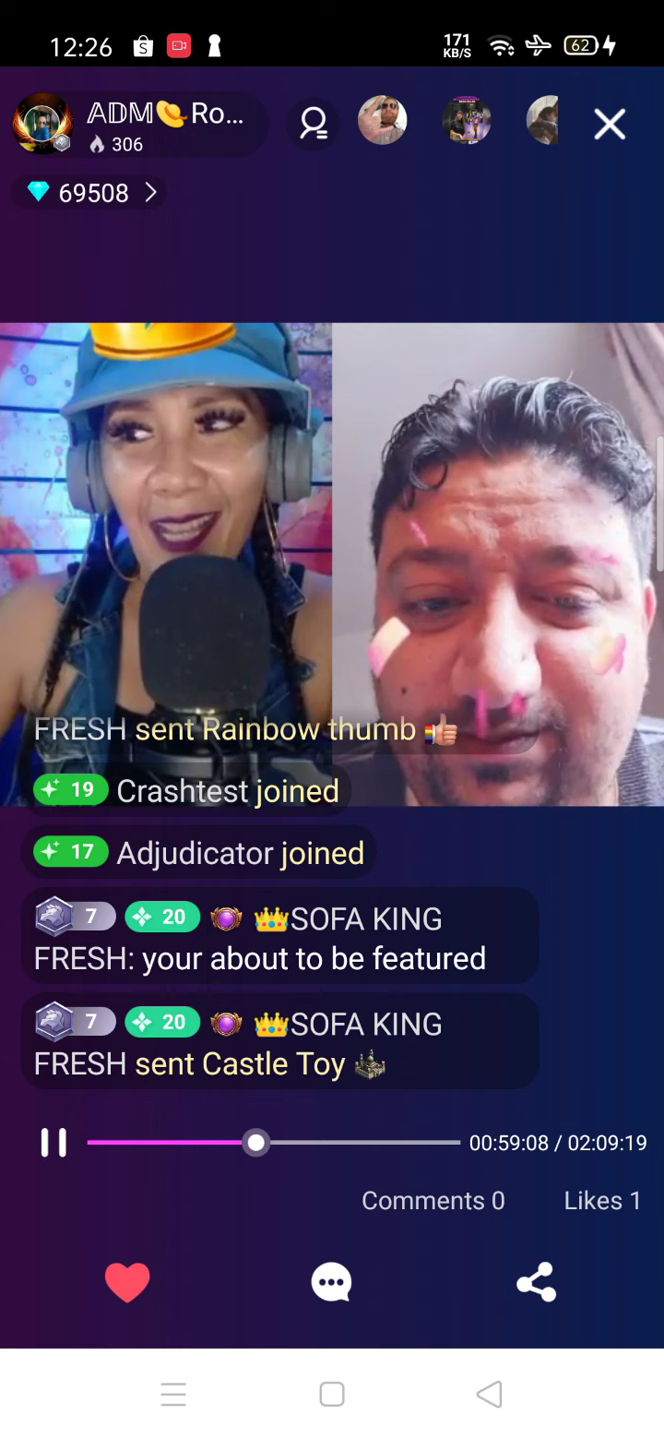 12:26 171 KB/S 62
𝔸𝔻𝕄👒Ro...
306
69508
FRESH sent Rainbow thumb
19 Crashtest joined
17 Adjudicator joined
7 20 👑SOFA KING
FRESH: your about to be featured
7 20 👑SOFA KING
FRESH sent Castle Toy
00:59:08 / 02:09:19
Comments 0 Likes 1